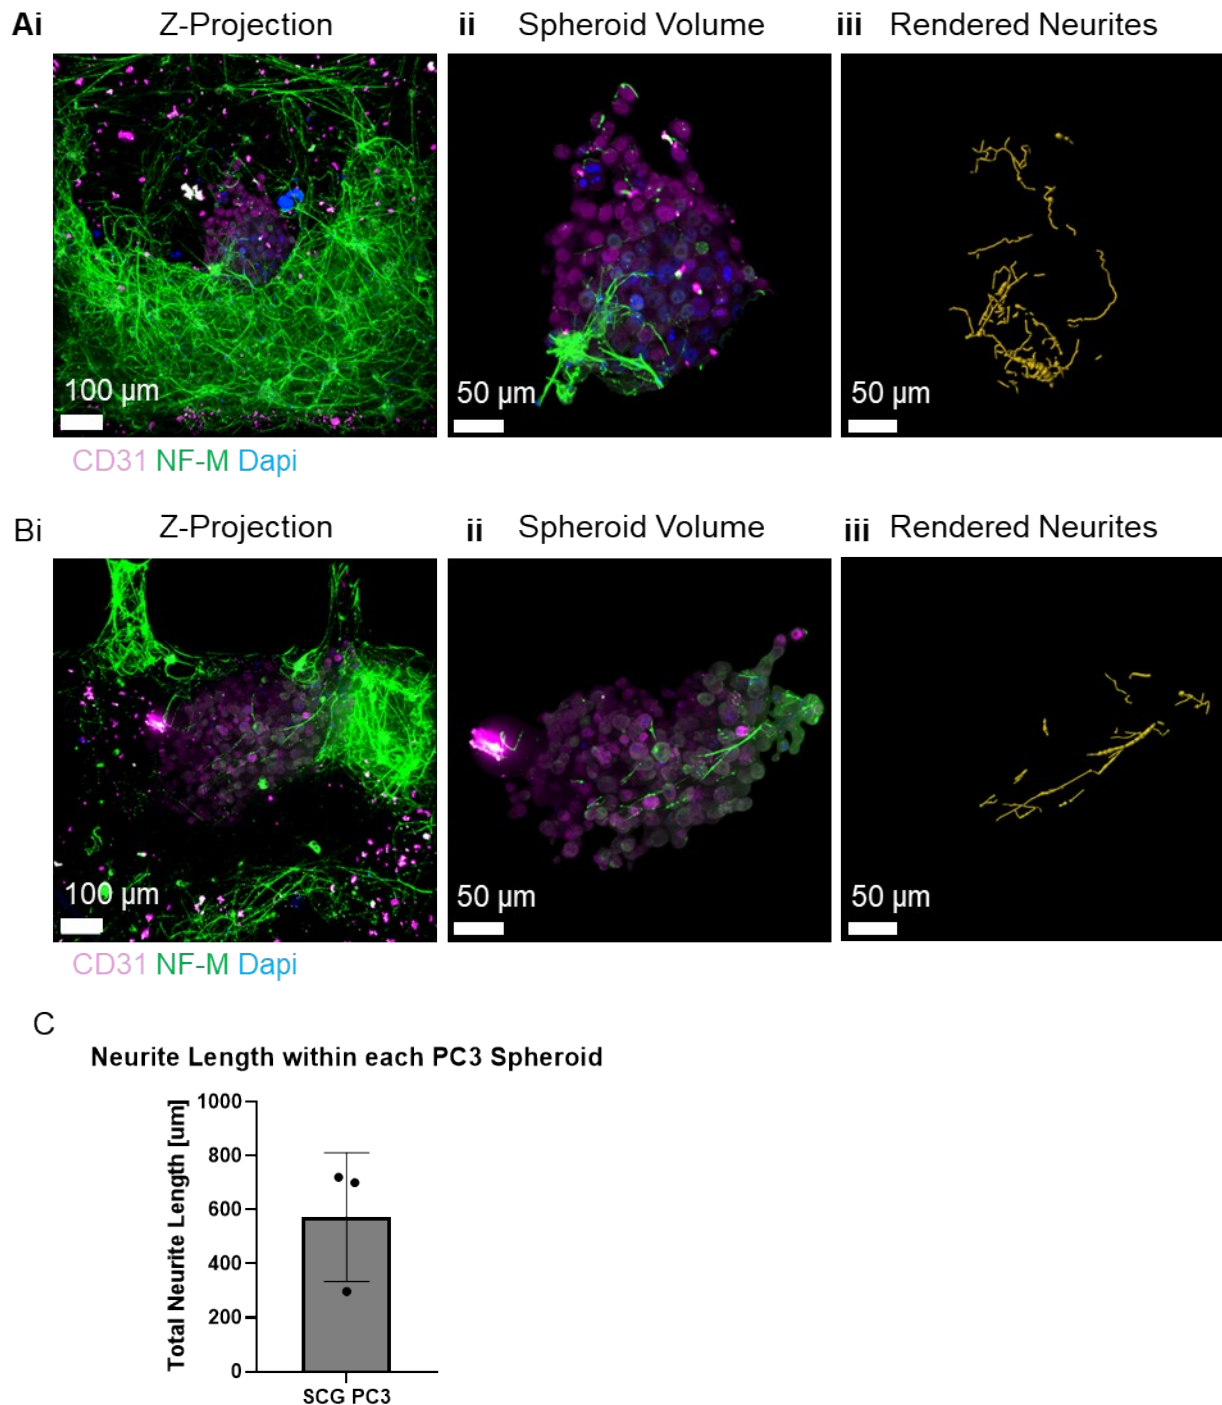 Ai Z-Projection ii Spheroid Volume iii Rendered Neurites
100 µm 50 µm 50 µm
CD31 NF-M Dapi
Bi Z-Projection ii Spheroid Volume iii Rendered Neurites
100 µm 50 µm 50 µm
CD31 NF-M Dapi
C
Neurite Length within each PC3 Spheroid
Total Neurite Length [um]
1000
800
600
400
200
0
SCG PC3